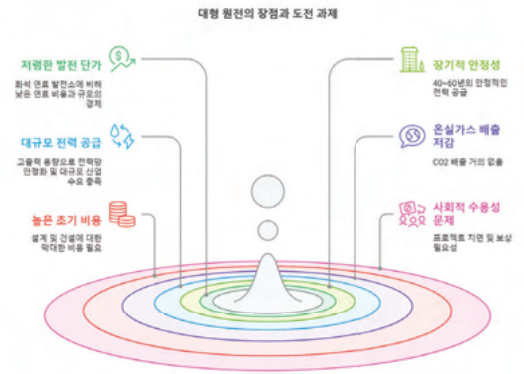 대형 원전의 장점과 도전 과제
저렴한 발전 단가
화석 연료 발전소에 비해
낮은 연료 비용과 규모의
경제
대규모 전력 공급
고출력 용량으로 전력망
안정화 및 대규모 산업
수요 충족
높은 초기 비용
설계 및 건설에 대한
막대한 비용 필요
장기적 안정성
40~60년의 안정적인
전력 공급
온실가스 배출
저감
CO2 배출 거의 없음
사회적 수용성
문제
프로젝트 지연 및 보상
필요성